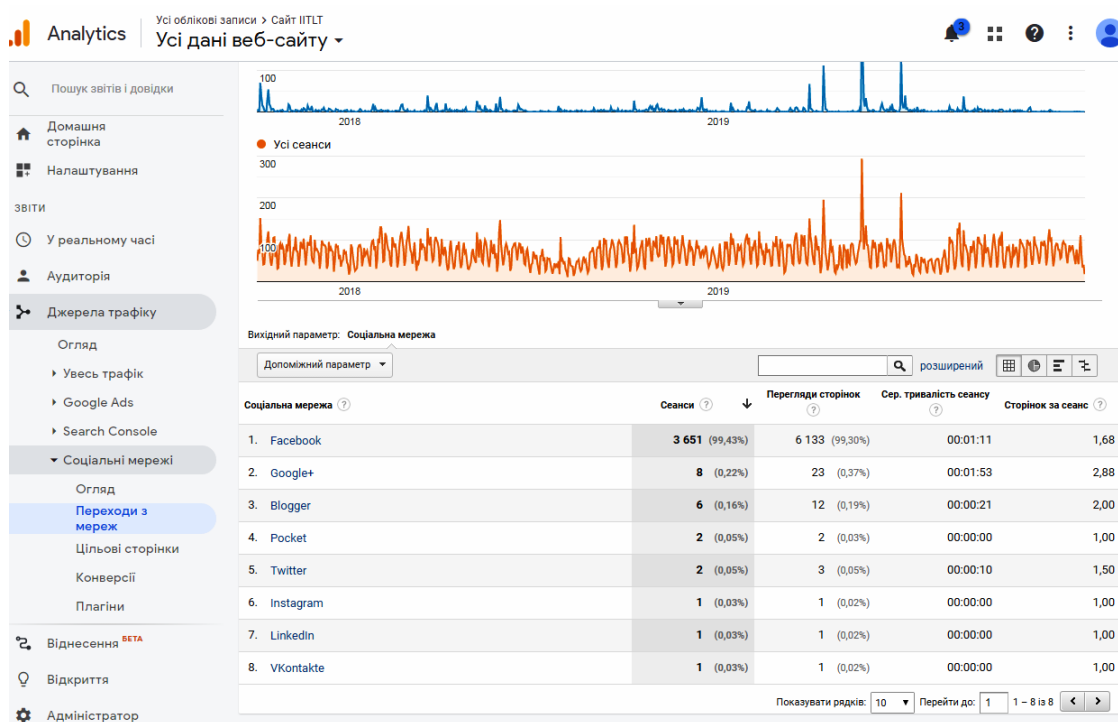 Analytics
Усі облікові записи > Сайт IITLT
Усі дані веб-сайту
3
Пошук звітів і довідки
Домашня
сторінка
Налаштування
ЗВІТИ
У реальному часі
Аудиторія
Джерела трафіку
Огляд
Увесь трафік
Google Ads
Search Console
Соціальні мережі
Огляд
Переходи з
мереж
Цільові сторінки
Конверсії
Плагіни
Віднесення БЕТА
Відкриття
Адміністратор
100
2018 2019
Усі сеанси
300
200
100
2018 2019
Вихідний параметр: Соціальна мережа
Допоміжний параметр
розширений
Соціальна мережа ? Сеанси ? Перегляди сторінок ? Сер. тривалість сеансу ? Сторінок за сеанс ?
1. Facebook 3 651 (99,43%) 6 133 (99,30%) 00:01:11 1,68
2. Google+ 8 (0,22%) 23 (0,37%) 00:01:53 2,88
3. Blogger 6 (0,16%) 12 (0,19%) 00:00:21 2,00
4. Pocket 2 (0,05%) 2 (0,03%) 00:00:00 1,00
5. Twitter 2 (0,05%) 3 (0,05%) 00:00:10 1,50
6. Instagram 1 (0,03%) 1 (0,02%) 00:00:00 1,00
7. LinkedIn 1 (0,03%) 1 (0,02%) 00:00:00 1,00
8. VKontakte 1 (0,03%) 1 (0,02%) 00:00:00 1,00
Показувати рядків: 10 Перейти до: 1 1 – 8 із 8